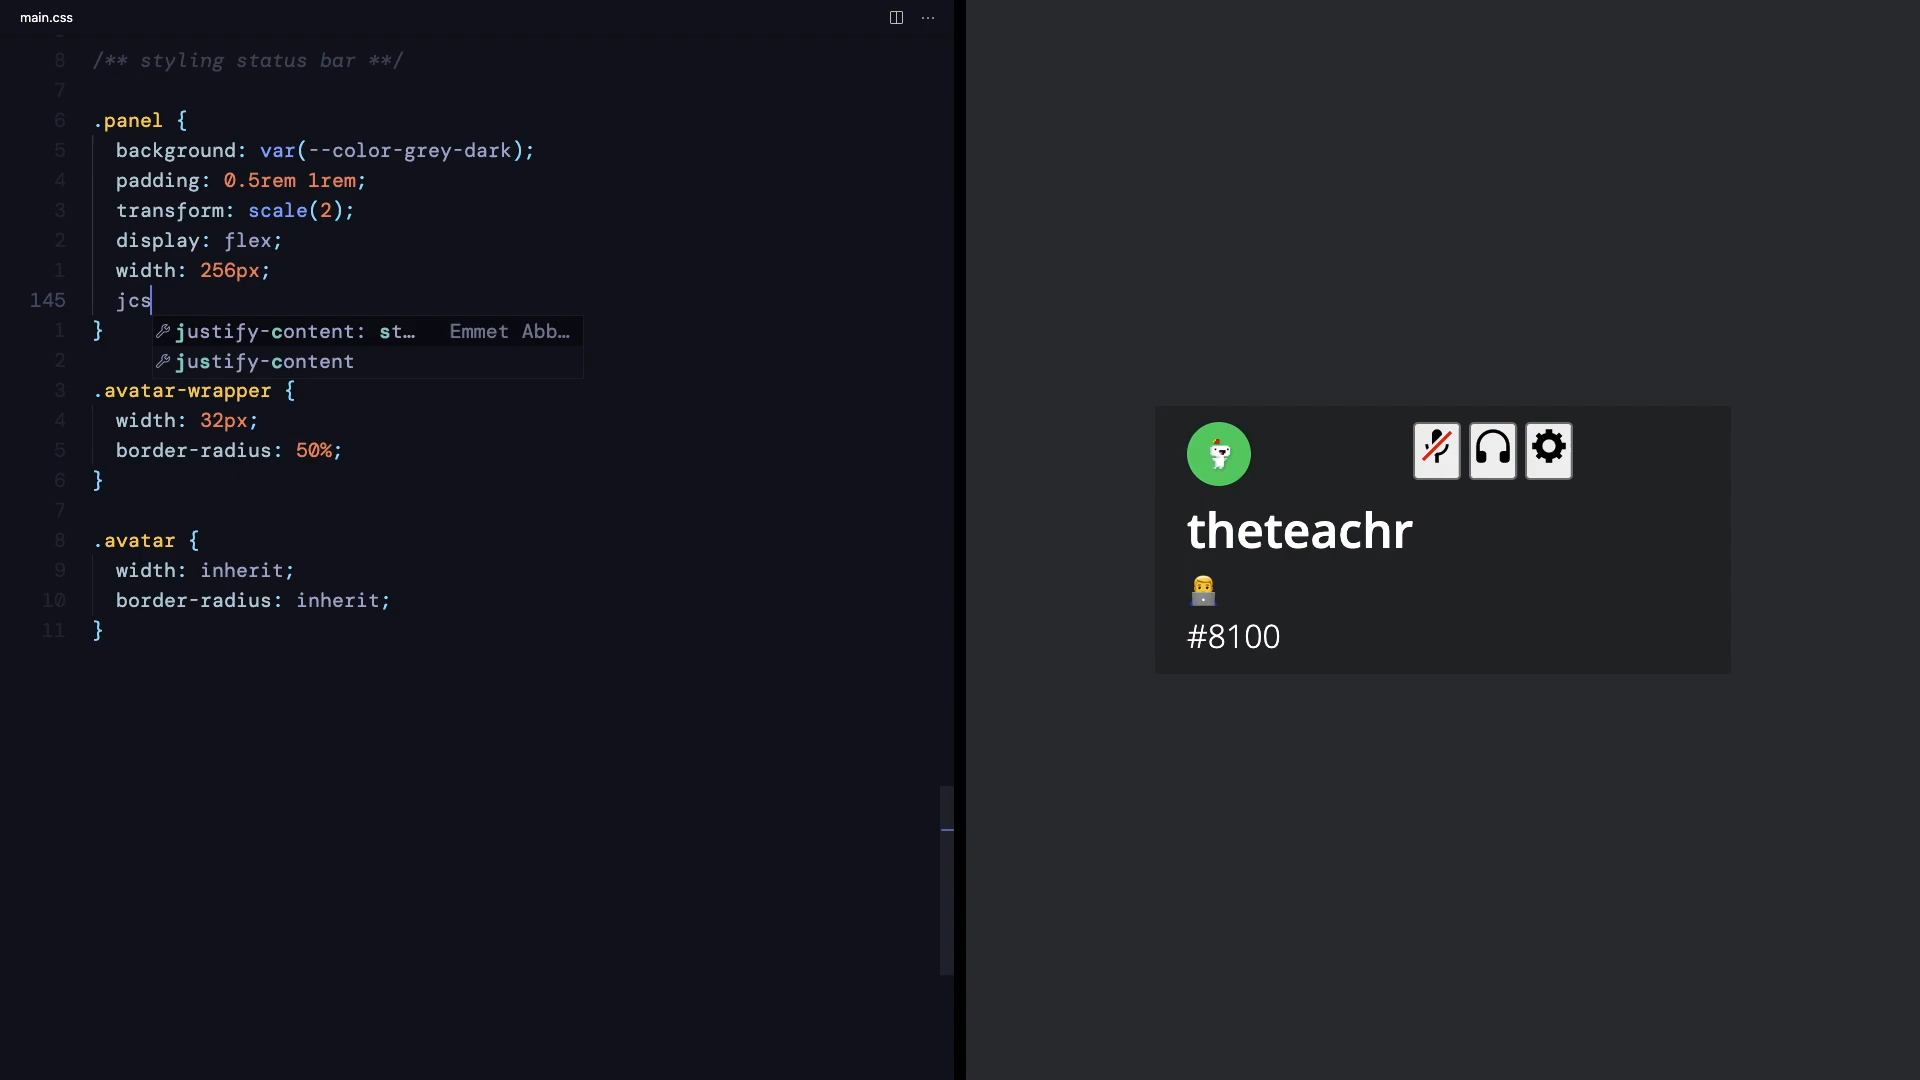 main.css
8 /** styling status bar **/
7
6 .panel {
5 background: var(--color-grey-dark);
4 padding: 0.5rem 1rem;
3 transform: scale(2);
2 display: flex;
1 width: 256px;
145 jcs
1 }
justify-content: st… Emmet Abb…
2
justify-content
3 .avatar-wrapper {
4 width: 32px;
5 border-radius: 50%;
6 }
7
8 .avatar {
9 width: inherit;
10 border-radius: inherit;
11 }
theteachr
#8100